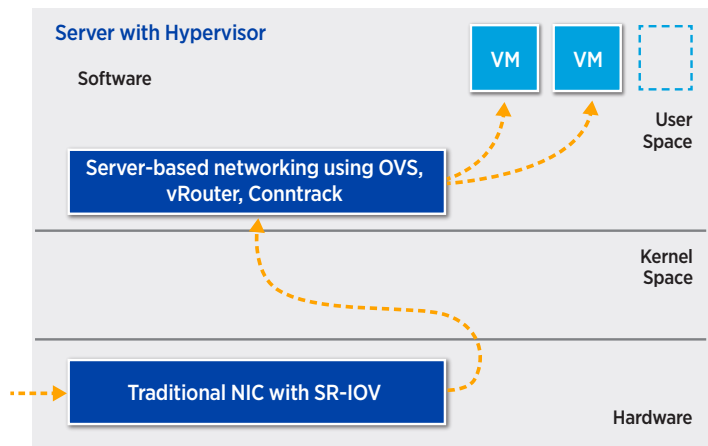 Server with Hypervisor
Software
VM
VM
User
Space
Server-based networking using OVS,
vRouter, Conntrack
Kernel
Space
Traditional NIC with SR-IOV
Hardware